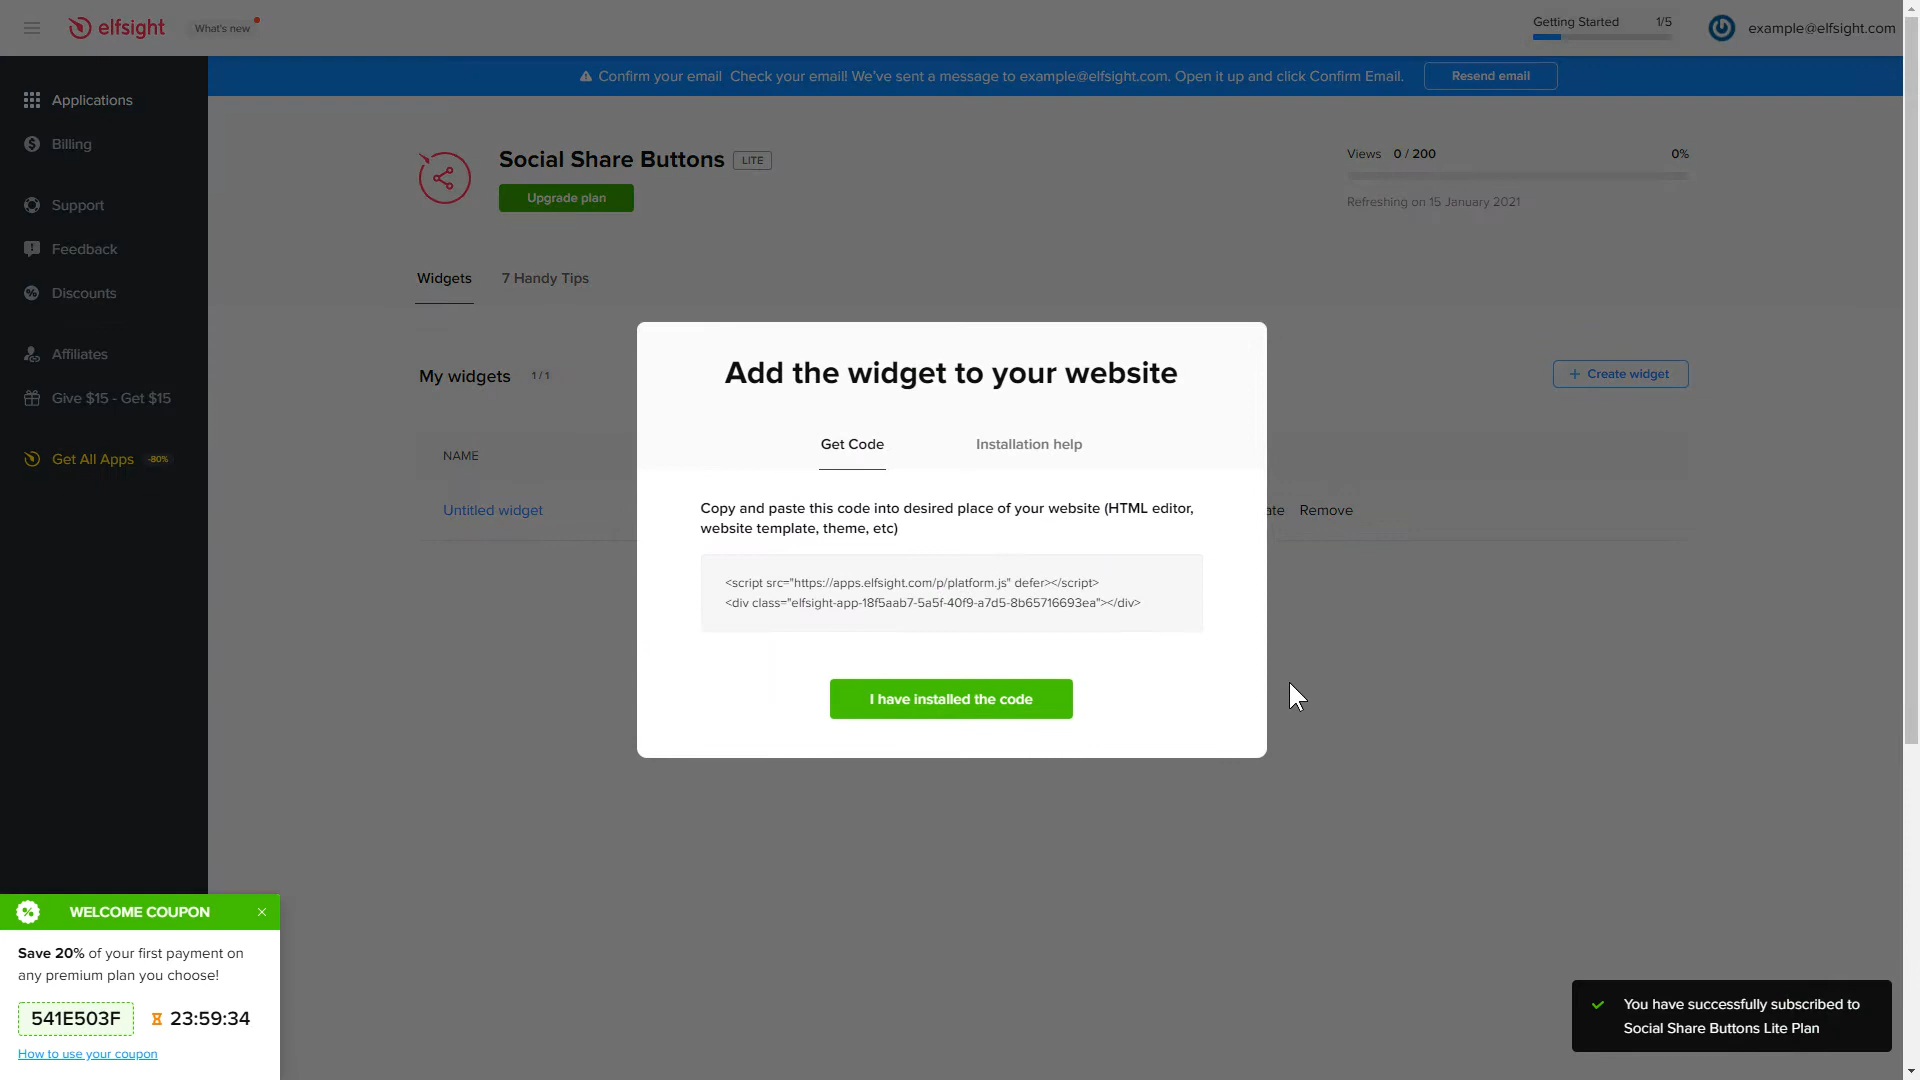 elfsight
What's new
Getting Started 1/5
example@elfsight.com
Confirm your email Check your email! We've sent a message to example@elfsight.com. Open it up and click Confirm Email.
Resend email
Applications
Billing
Support
Feedback
Discounts
Affiliates
Give $15 - Get $15
Get All Apps -80%
Social Share Buttons LITE
Upgrade plan
Views 0 / 200 0%
Refreshing on 15 January 2021
Widgets 7 Handy Tips
My widgets 1 / 1
+ Create widget
NAME
Untitled widget
ate Remove
Add the widget to your website
Get Code Installation help
Copy and paste this code into desired place of your website (HTML editor,
website template, theme, etc)
<script src="https://apps.elfsight.com/p/platform.js" defer></script>
<div class="elfsight-app-18f5aab7-5a5f-40f9-a7d5-8b65716693ea"></div>
I have installed the code
WELCOME COUPON
Save 20% of your first payment on
any premium plan you choose!
541E503F 23:59:34
How to use your coupon
You have successfully subscribed to
Social Share Buttons Lite Plan